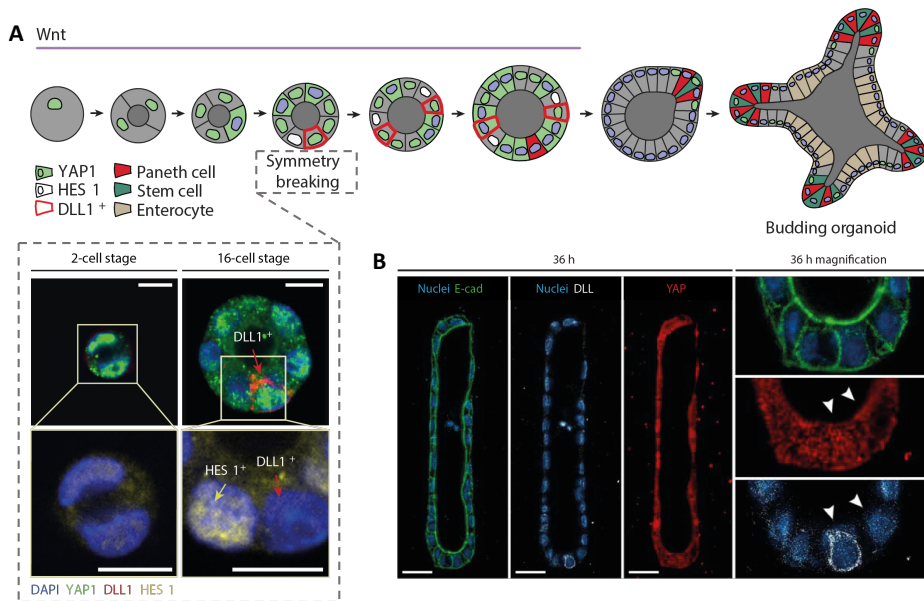 A
Wnt
YAP1
HES 1
DLL1 +
Paneth cell
Stem cell
Enterocyte
Symmetry
breaking
Budding organoid
2-cell stage
16-cell stage
DLL1 +
HES 1+
DLL1 +
DAPI YAP1 DLL1 HES 1
B
36 h
36 h magnification
Nuclei E-cad
Nuclei DLL
YAP